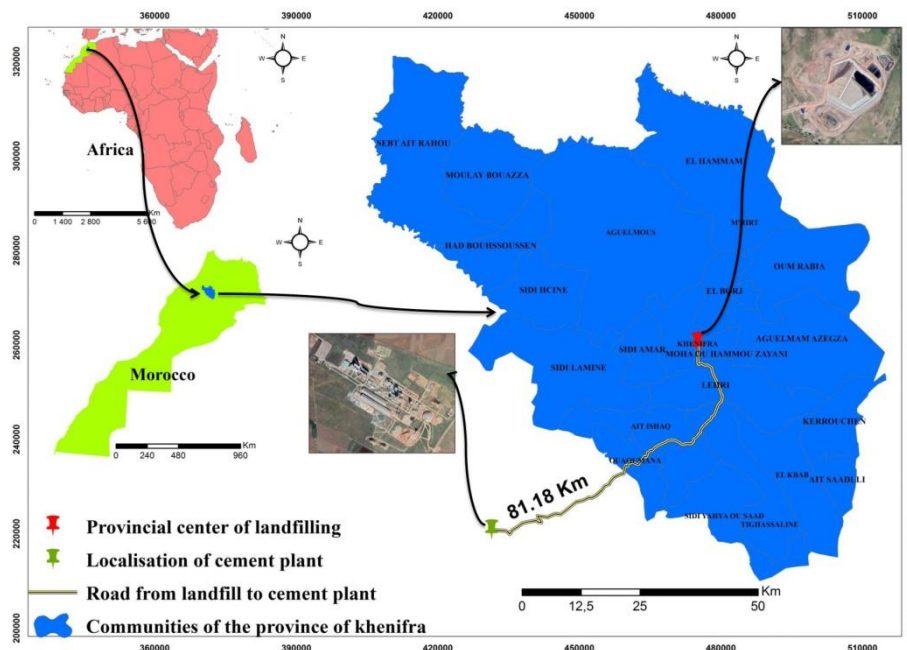 360000 390000 420000 450000 480000 510000
320000
300000
280000
260000
240000
220000
200000
N
W E
S
N
W E
S
N
W E
S
Africa
Km
0 1 400 2 800
SEBT AIT RAHOU
MOULAY BOUAZZA
EL HAMMAM
M'RIRT
AGUELMOUS
HAD BOUHSSOUSSEN
OUM RABIA
SIDI HCINE
EL BORJ
KHENIFRA
AGUELMAM AZEGZA
SIDI AMAR
MOHA OU HAMMOU ZAYANI
SIDI LAMINE
LEHRI
KERROUCHEN
AIT ISHAQ
OUAOUMANA
EL KBAB
AIT SAADLLI
SIDI YAHYA OU SAAD
TIGHASSALINE
Morocco
Km
0 240 480 960
81.18 Km
Provincial center of landfilling
Localisation of cement plant
Road from landfill to cement plant
Communities of the province of khenifra
Km
0 12,5 25 50
360000 390000 420000 450000 480000 510000